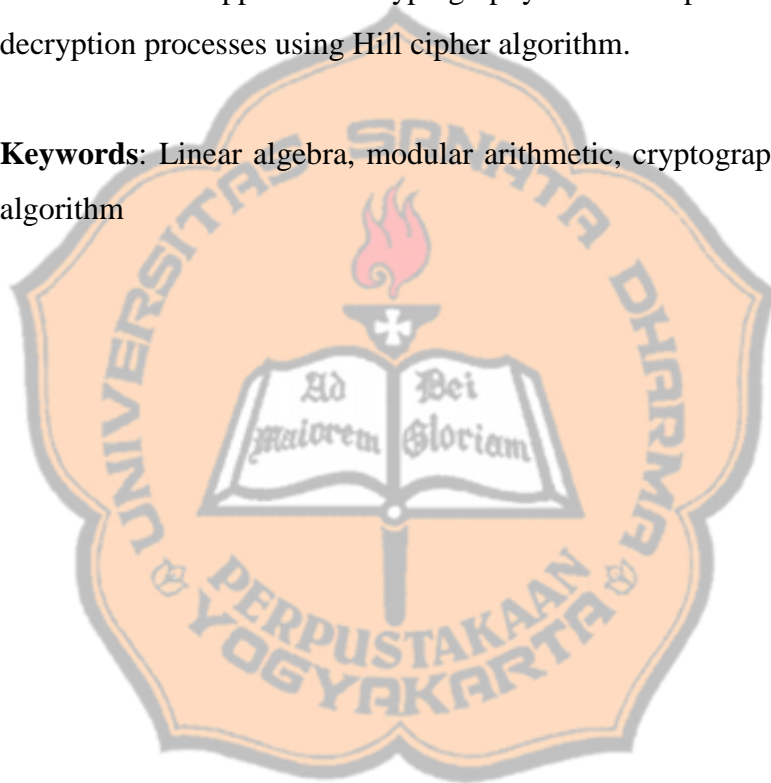 decryption processes using Hill cipher algorithm.
Keywords: Linear algebra, modular arithmetic, cryptograp
algorithm
UNIVERSITAS SANATA DHARMA
Ad Dei
Maiorem Gloriam
PERPUSTAKAAN
YOGYAKARTA